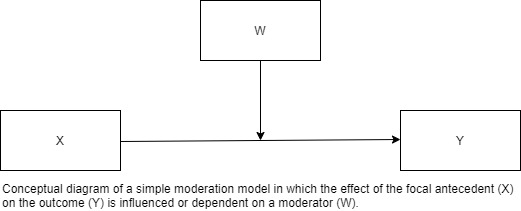 W
X
Y
Conceptual diagram of a simple moderation model in which the effect of the focal antecedent (X)
on the outcome (Y) is influenced or dependent on a moderator (W).